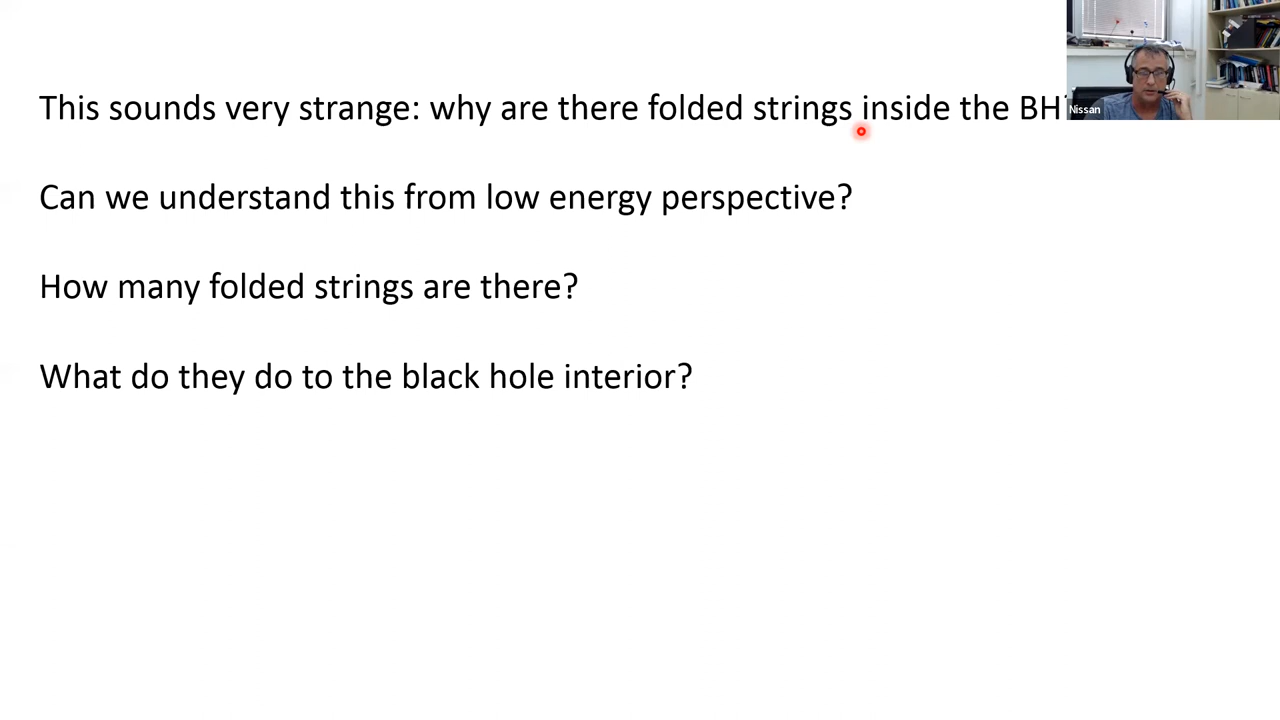 This sounds very strange: why are there folded strings inside the BH
Nissan
Can we understand this from low energy perspective?
How many folded strings are there?
What do they do to the black hole interior?